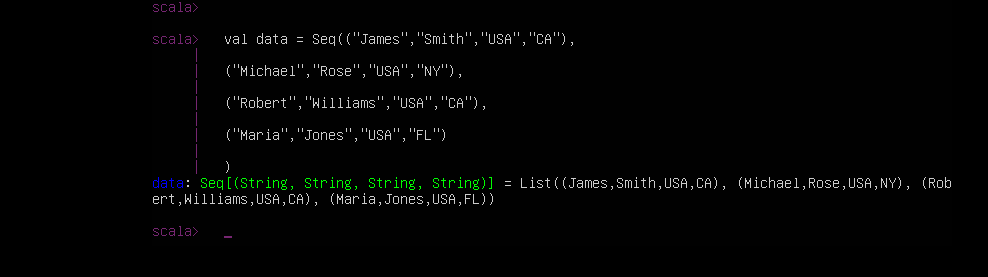 scala>
scala> val data = Seq(("James","Smith","USA","CA"),
|
| ("Michael","Rose","USA","NY"),
|
| ("Robert","Williams","USA","CA"),
|
| ("Maria","Jones","USA","FL")
|
| )
data: Seq[(String, String, String, String)] = List((James,Smith,USA,CA), (Michael,Rose,USA,NY), (Rob
ert,Williams,USA,CA), (Maria,Jones,USA,FL))
scala> _